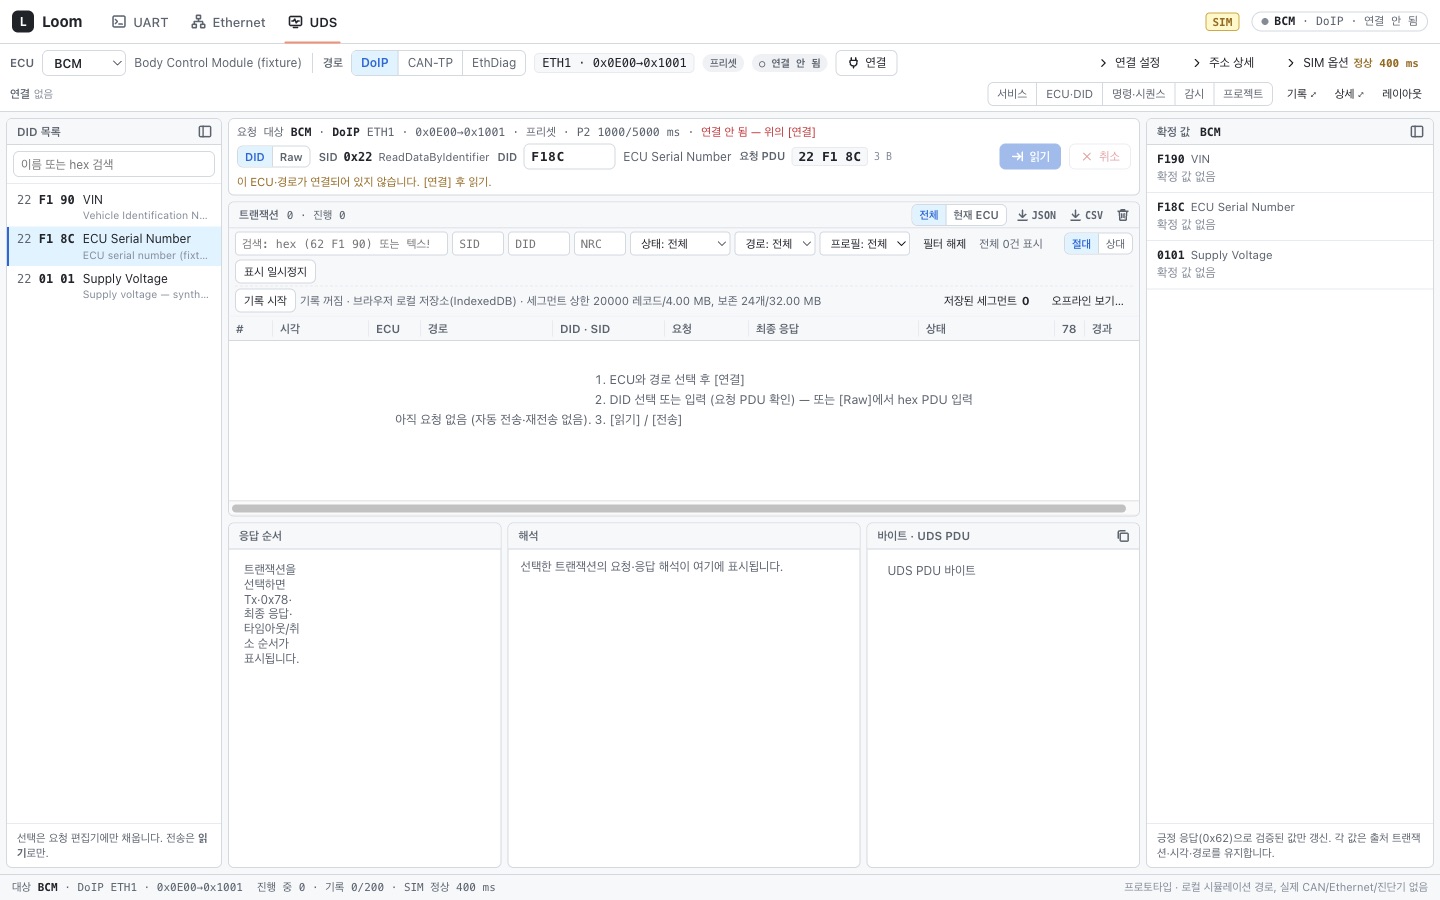 L Loom UART Ethernet UDS SIM BCM · DoIP · 연결 안 됨
ECU BCM Body Control Module (fixture) 경로 DoIP CAN-TP EthDiag ETH1 · 0x0E00→0x1001 프리셋 ○ 연결 안 됨 연결 연결 설정 주소 상세 SIM 옵션 정상 400 ms
연결 없음 서비스 ECU·DID 명령·시퀀스 감시 프로젝트 기록 상세 레이아웃
DID 목록
이름 또는 hex 검색
22 F1 90 VIN
Vehicle Identification N...
22 F1 8C ECU Serial Number
ECU serial number (fixt...
22 01 01 Supply Voltage
Supply voltage — synth...
선택은 요청 편집기에만 채웁니다. 전송은 읽
기로만.
요청 대상 BCM · DoIP ETH1 · 0x0E00→0x1001 · 프리셋 · P2 1000/5000 ms · 연결 안 됨 — 위의 [연결]
DID Raw SID 0x22 ReadDataByIdentifier DID F18C ECU Serial Number 요청 PDU 22 F1 8C 3 B 읽기 취소
이 ECU·경로가 연결되어 있지 않습니다. [연결] 후 읽기.
트랜잭션 0 · 진행 0 전체 현재 ECU JSON CSV
검색: hex (62 F1 90) 또는 텍스! SID DID NRC 상태: 전체 경로: 전체 프로필: 전체 필터 해제 전체 0건 표시 절대 상대
표시 일시정지
기록 시작 기록 꺼짐 · 브라우저 로컬 저장소(IndexedDB) · 세그먼트 상한 20000 레코드/4.00 MB, 보존 24개/32.00 MB 저장된 세그먼트 0 오프라인 보기...
# 시각 ECU 경로 DID · SID 요청 최종 응답 상태 78 경과
1. ECU와 경로 선택 후 [연결]
2. DID 선택 또는 입력 (요청 PDU 확인) — 또는 [Raw]에서 hex PDU 입력
아직 요청 없음 (자동 전송·재전송 없음). 3. [읽기] / [전송]
응답 순서
트랜잭션을
선택하면
Tx·0x78·
최종 응답·
타임아웃/취
소 순서가
표시됩니다.
해석
선택한 트랜잭션의 요청·응답 해석이 여기에 표시됩니다.
바이트 · UDS PDU
UDS PDU 바이트
확정 값 BCM
F190 VIN
확정 값 없음
F18C ECU Serial Number
확정 값 없음
0101 Supply Voltage
확정 값 없음
긍정 응답(0x62)으로 검증된 값만 갱신. 각 값은 출처 트랜잭
션·시각·경로를 유지합니다.
대상 BCM · DoIP ETH1 · 0x0E00→0x1001 진행 중 0 · 기록 0/200 · SIM 정상 400 ms 프로토타입 · 로컬 시뮬레이션 경로, 실제 CAN/Ethernet/진단기 없음